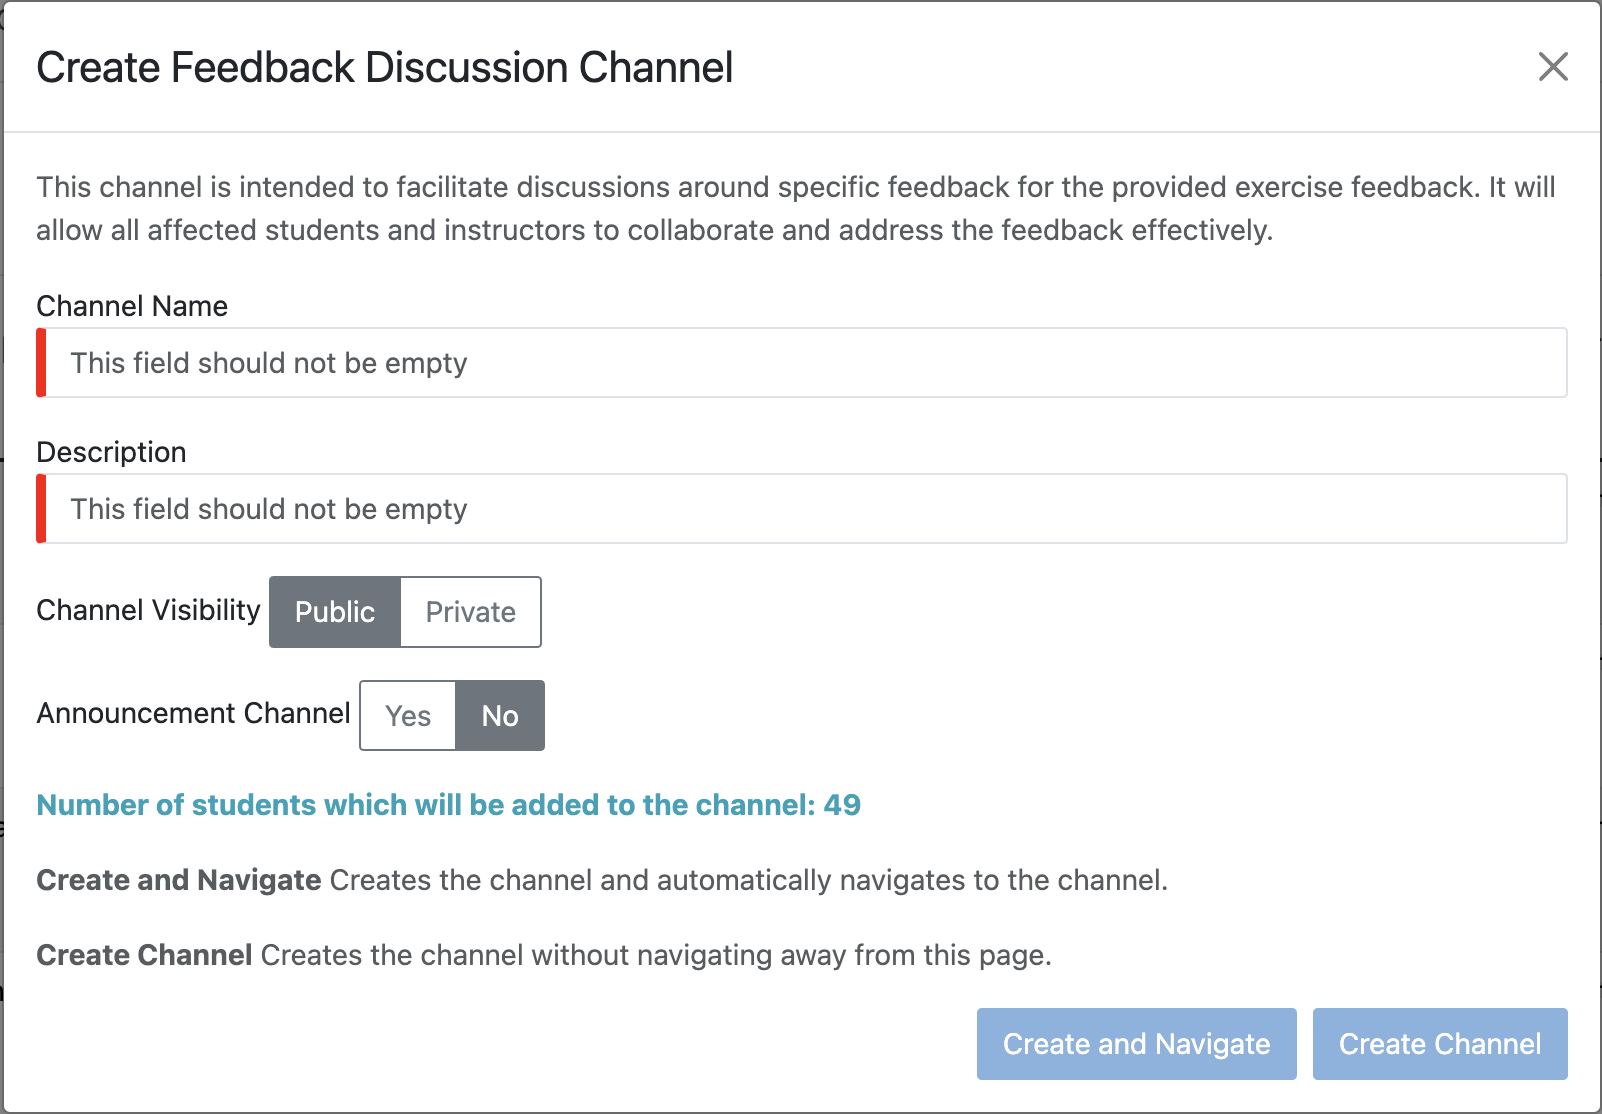 Create Feedback Discussion Channel
This channel is intended to facilitate discussions around specific feedback for the provided exercise feedback. It will
allow all affected students and instructors to collaborate and address the feedback effectively.
Channel Name
This field should not be empty
Description
This field should not be empty
Channel Visibility Public Private
Announcement Channel Yes No
Number of students which will be added to the channel: 49
Create and Navigate Creates the channel and automatically navigates to the channel.
Create Channel Creates the channel without navigating away from this page.
Create and Navigate Create Channel